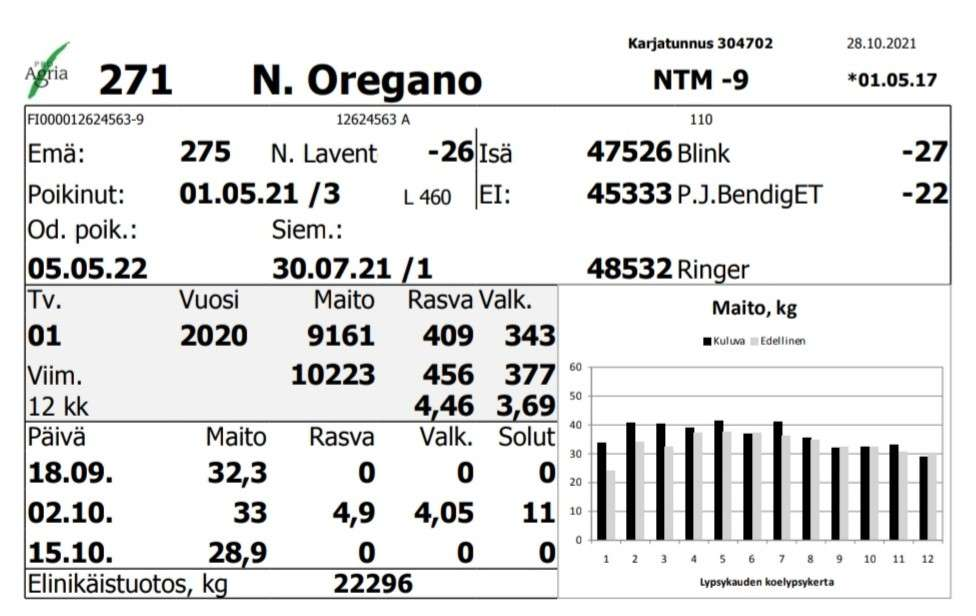 Karjatunnus 304702 28.10.2021
PRO
Agria 271 N. Oregano NTM -9 *01.05.17
FI000012624563-9 12624563 A 110
Emä: 275 N. Lavent -26 Isä 47526 Blink -27
Poikinut: 01.05.21 /3 L 460 EI: 45333 P.J.BendigET -22
Od. poik.: Siem.:
05.05.22 30.07.21 /1 48532 Ringer
Tv. Vuosi Maito Rasva Valk.
01 2020 9161 409 343
Viim. 10223 456 377
12 kk 4,46 3,69
Päivä Maito Rasva Valk. Solut
18.09. 32,3 0 0 0
02.10. 33 4,9 4,05 11
15.10. 28,9 0 0 0
Elinikäistuotos, kg 22296
Maito, kg
Kuluva Edellinen
60
50
40
30
20
10
0
1 2 3 4 5 6 7 8 9 10 11 12
Lypsykauden koelypsykerta